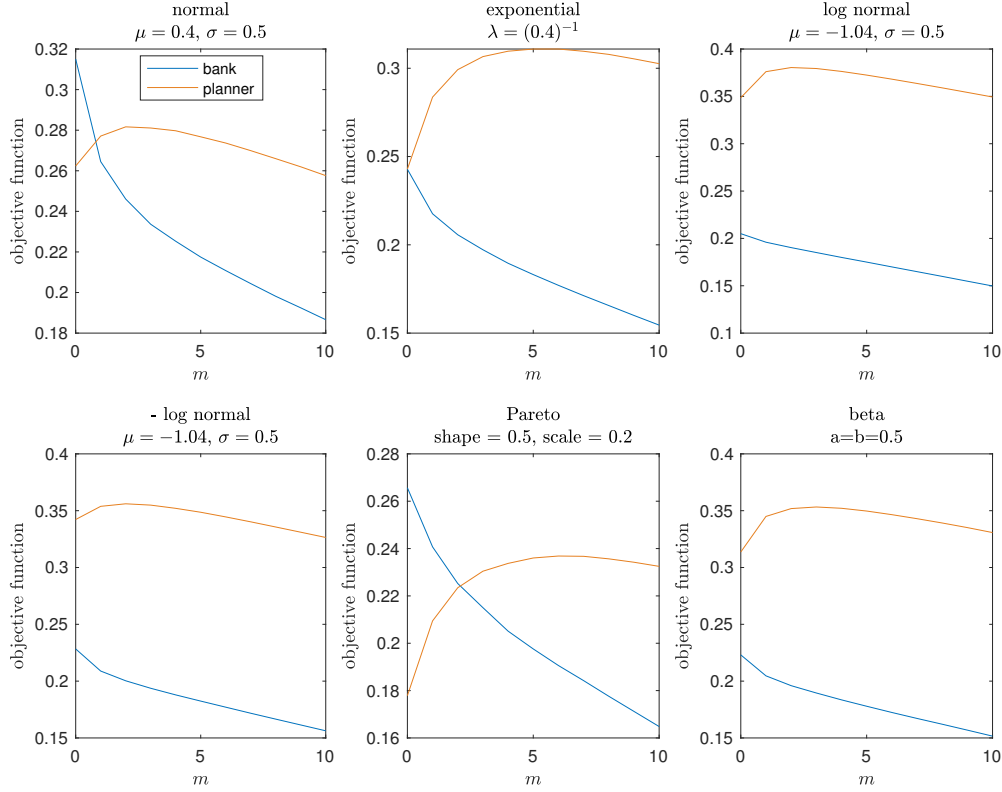 normal
μ = 0.4, σ = 0.5
objective function
0.32
0.3
0.28
0.26
0.24
0.22
0.2
0.18
bank
planner
0
5
10
m
exponential
λ = (0.4)⁻¹
objective function
0.3
0.25
0.2
0.15
0
5
10
m
log normal
μ = −1.04, σ = 0.5
objective function
0.4
0.35
0.3
0.25
0.2
0.15
0.1
0
5
10
m
- log normal
μ = −1.04, σ = 0.5
objective function
0.4
0.35
0.3
0.25
0.2
0.15
0
5
10
m
Pareto
shape = 0.5, scale = 0.2
objective function
0.28
0.26
0.24
0.22
0.2
0.18
0.16
0
5
10
m
beta
a=b=0.5
objective function
0.4
0.35
0.3
0.25
0.2
0.15
0
5
10
m